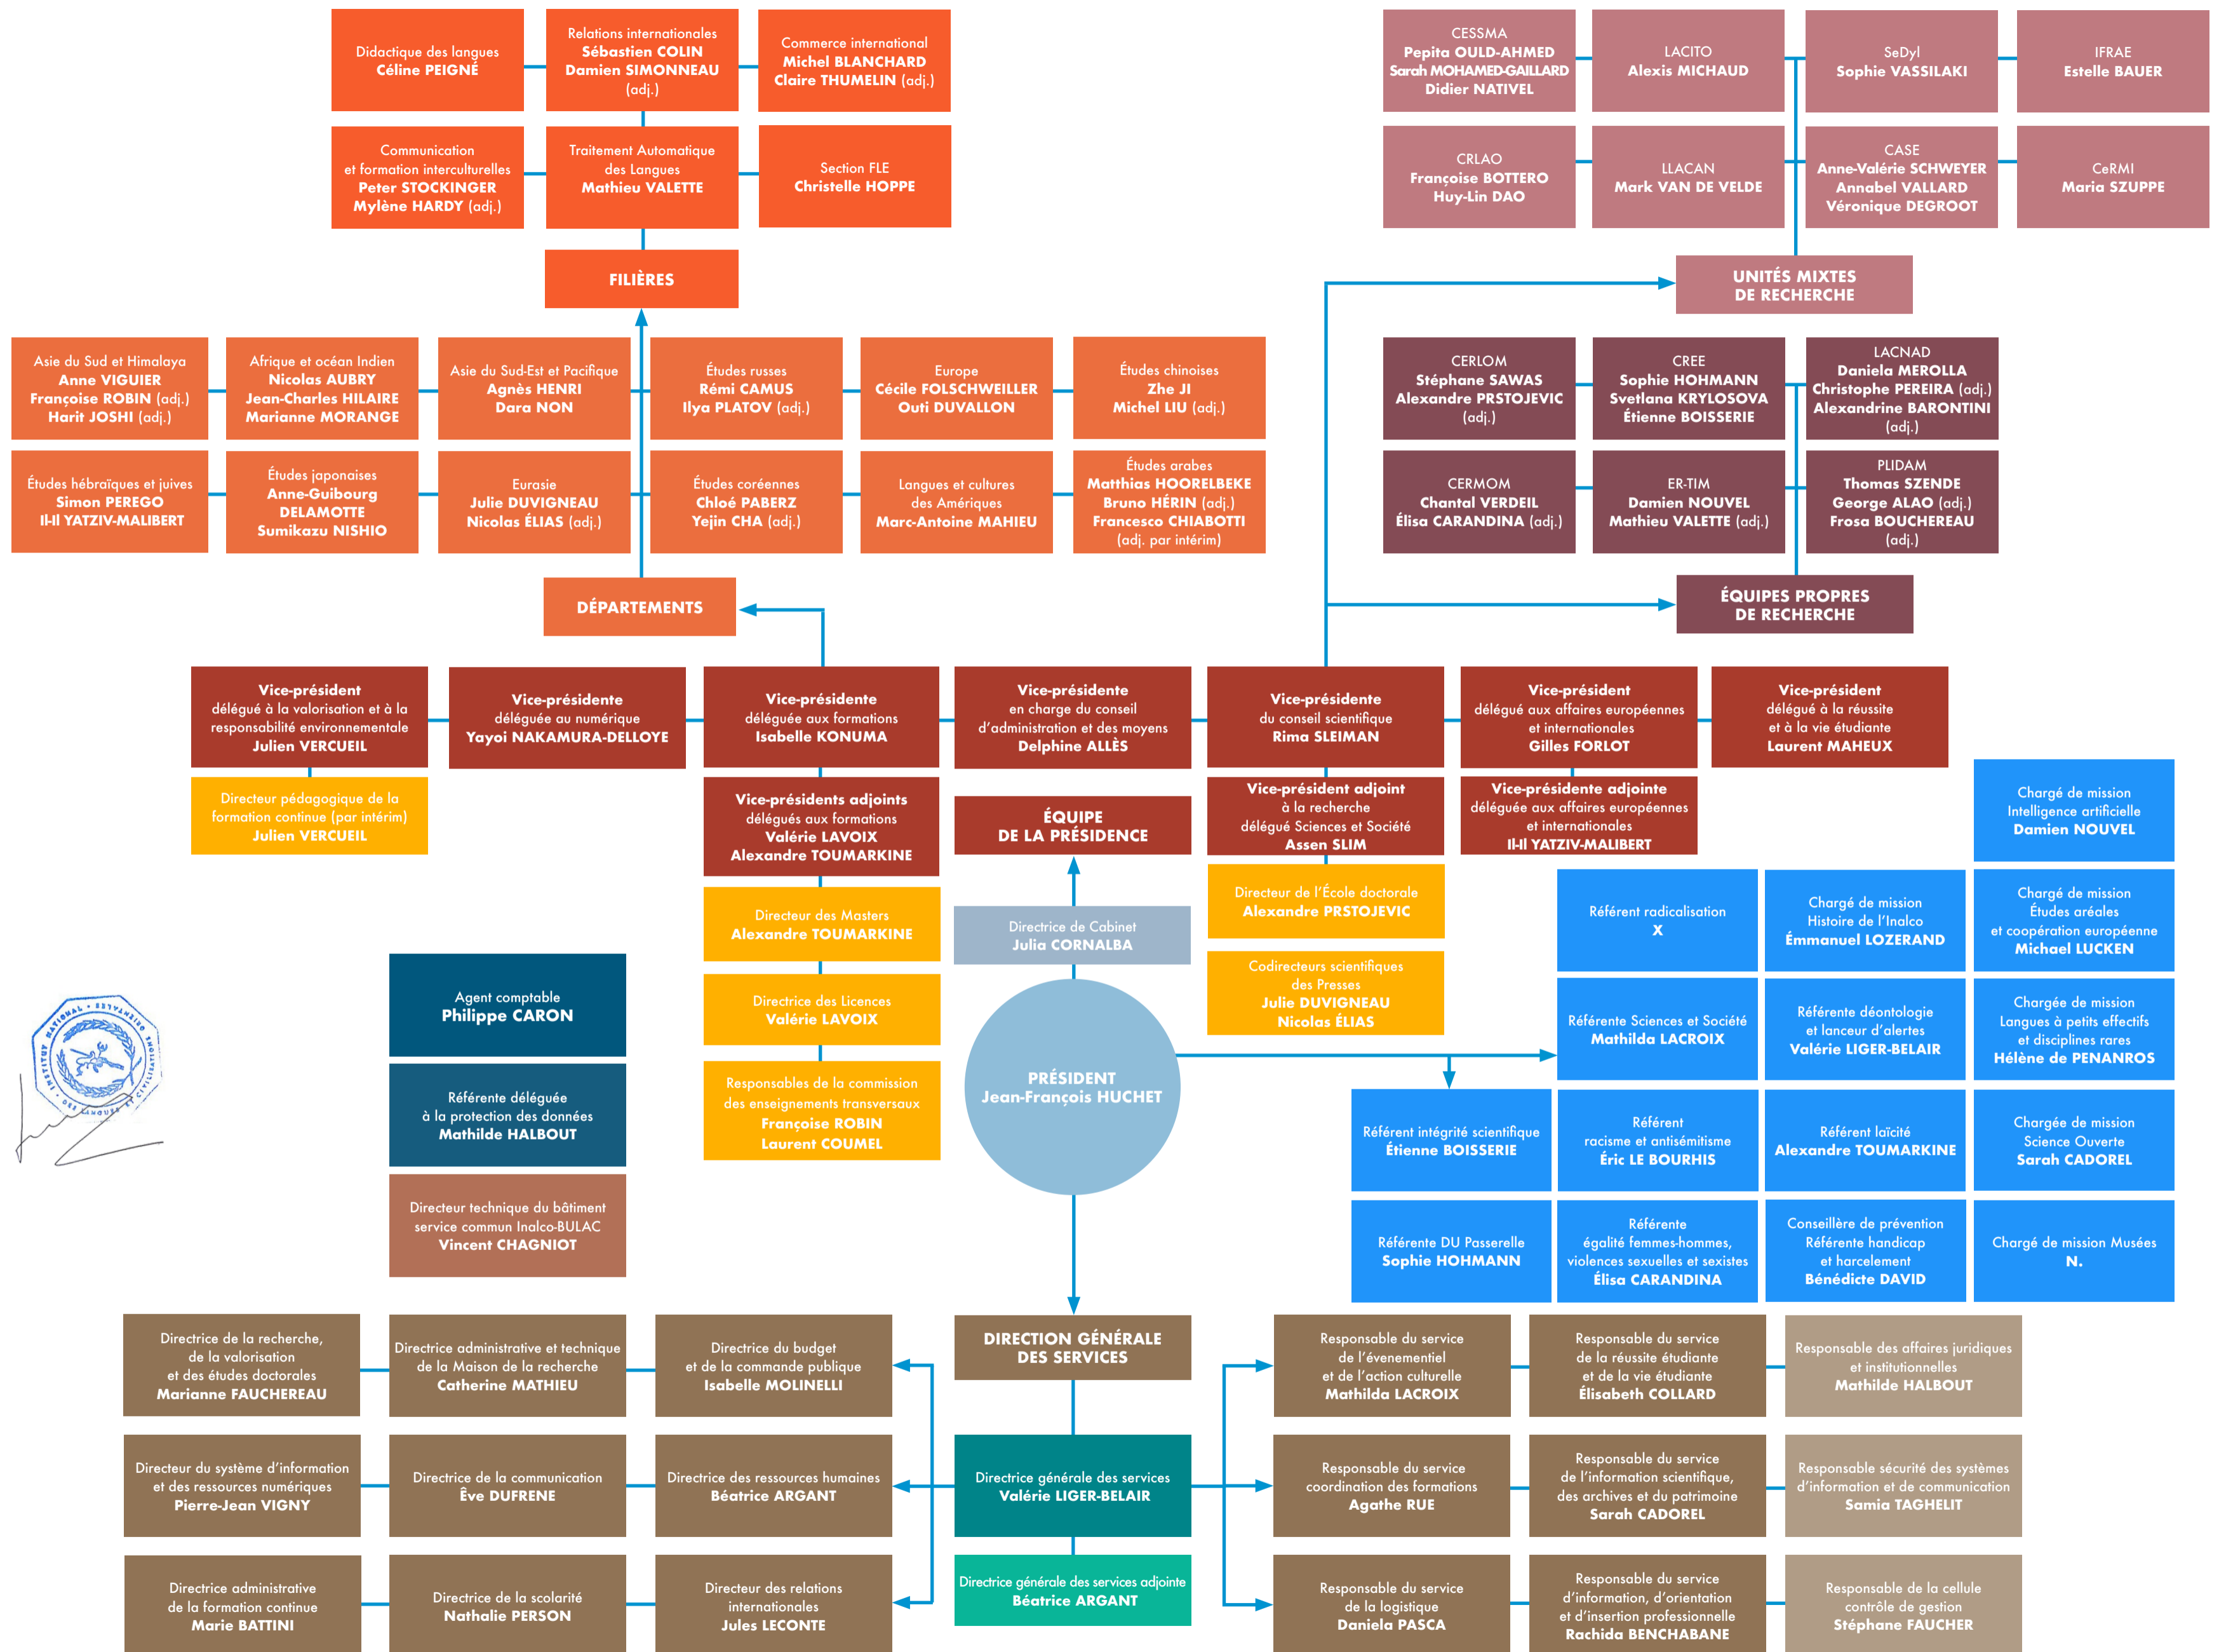 Didactique des langues
Céline PEIGNÉ
Relations internationales
Sébastien COLIN
Damien SIMONNEAU
(adj.)
Commerce international
Michel BLANCHARD
Claire THUMELIN (adj.)
Communication
et formation interculturelles
Peter STOCKINGER
Mylène HARDY (adj.)
Traitement Automatique
des Langues
Mathieu VALETTE
Section FLE
Christelle HOPPE
FILIÈRES
CESSMA
Pepita OULD-AHMED
Sarah MOHAMED-GAILLARD
Didier NATIVEL
LACITO
Alexis MICHAUD
SeDyl
Sophie VASSILAKI
IFRAE
Estelle BAUER
CRLAO
Françoise BOTTERO
Huy-Lin DAO
LLACAN
Mark VAN DE VELDE
CASE
Anne-Valérie SCHWEYER
Annabel VALLARD
Véronique DEGROOT
CeRMI
Maria SZUPPE
UNITÉS MIXTES
DE RECHERCHE
Asie du Sud et Himalaya
Anne VIGUIER
Françoise ROBIN (adj.)
Harit JOSHI (adj.)
Afrique et océan Indien
Nicolas AUBRY
Jean-Charles HILAIRE
Marianne MORANGE
Asie du Sud-Est et Pacifique
Agnès HENRI
Dara NON
Études russes
Rémi CAMUS
Ilya PLATOV (adj.)
Europe
Cécile FOLSCHWEILLER
Outi DUVALLON
Études chinoises
Zhe JI
Michel LIU (adj.)
Études hébraïques et juives
Simon PEREGO
Il-Il YATZIV-MALIBERT
Études japonaises
Anne-Guibourg
DELAMOTTE
Sumikazu NISHIO
Eurasie
Julie DUVIGNEAU
Nicolas ÉLIAS (adj.)
Études coréennes
Chloé PABERZ
Yejin CHA (adj.)
Langues et cultures
des Amériques
Marc-Antoine MAHIEU
Études arabes
Matthias HOORELBEKE
Bruno HÉRIN (adj.)
Francesco CHIABOTTI
(adj. par intérim)
DÉPARTEMENTS
CERLOM
Stéphane SAWAS
Alexandre PRSTOJEVIC
(adj.)
CREE
Sophie HOHMANN
Svetlana KRYLOSOVA
Étienne BOISSERIE
LACNAD
Daniela MEROLLA
Christophe PEREIRA (adj.)
Alexandrine BARONTINI
(adj.)
CERMOM
Chantal VERDEIL
Élisa CARANDINA (adj.)
ER-TIM
Damien NOUVEL
Mathieu VALETTE (adj.)
PLIDAM
Thomas SZENDE
George ALAO (adj.)
Frosa BOUCHEREAU
(adj.)
ÉQUIPES PROPRES
DE RECHERCHE
Vice-président
délégué à la valorisation et à la
responsabilité environnementale
Julien VERCUEIL
Vice-présidente
déléguée au numérique
Yayoi NAKAMURA-DELLOYE
Vice-présidente
déléguée aux formations
Isabelle KONUMA
Vice-présidente
en charge du conseil
d'administration et des moyens
Delphine ALLÈS
Vice-présidente
du conseil scientifique
Rima SLEIMAN
Vice-président
délégué aux affaires européennes
et internationales
Gilles FORLOT
Vice-président
délégué à la réussite
et à la vie étudiante
Laurent MAHEUX
Directeur pédagogique de la
formation continue (par intérim)
Julien VERCUEIL
Vice-présidents adjoints
délégués aux formations
Valérie LAVOIX
Alexandre TOUMARKINE
ÉQUIPE
DE LA PRÉSIDENCE
Vice-président adjoint
à la recherche
délégué Sciences et Société
Assen SLIM
Vice-présidente adjointe
déléguée aux affaires européennes
et internationales
Il-Il YATZIV-MALIBERT
Directeur des Masters
Alexandre TOUMARKINE
Directrice de Cabinet
Julia CORNALBA
Directeur de l'École doctorale
Alexandre PRSTOJEVIC
Directrice des Licences
Valérie LAVOIX
Codirecteurs scientifiques
des Presses
Julie DUVIGNEAU
Nicolas ÉLIAS
Responsables de la commission
des enseignements transversaux
Françoise ROBIN
Laurent COUMEL
PRÉSIDENT
Jean-François HUCHET
Chargé de mission
Intelligence artificielle
Damien NOUVEL
Référent radicalisation
X
Chargé de mission
Histoire de l'Inalco
Émmanuel LOZERAND
Chargé de mission
Études aréales
et coopération européenne
Michael LUCKEN
Référente Sciences et Société
Mathilda LACROIX
Référente déontologie
et lanceur d'alertes
Valérie LIGER-BELAIR
Chargée de mission
Langues à petits effectifs
et disciplines rares
Hélène de PENANROS
Référent intégrité scientifique
Étienne BOISSERIE
Référent
racisme et antisémitisme
Éric LE BOURHIS
Référent laïcité
Alexandre TOUMARKINE
Chargée de mission
Science Ouverte
Sarah CADOREL
Référente DU Passerelle
Sophie HOHMANN
Référente
égalité femmes-hommes,
violences sexuelles et sexistes
Élisa CARANDINA
Conseillère de prévention
Référente handicap
et harcelement
Bénédicte DAVID
Chargé de mission Musées
N.
Agent comptable
Philippe CARON
Référente déléguée
à la protection des données
Mathilde HALBOUT
Directeur technique du bâtiment
service commun Inalco-BULAC
Vincent CHAGNIOT
INSTITUT NATIONAL
DES LANGUES ET CIVILISATIONS
Directrice de la recherche,
de la valorisation
et des études doctorales
Marianne FAUCHEREAU
Directrice administrative et technique
de la Maison de la recherche
Catherine MATHIEU
Directrice du budget
et de la commande publique
Isabelle MOLINELLI
DIRECTION GÉNÉRALE
DES SERVICES
Responsable du service
de l'évenementiel
et de l'action culturelle
Mathilda LACROIX
Responsable du service
de la réussite étudiante
et de la vie étudiante
Élisabeth COLLARD
Responsable des affaires juridiques
et institutionnelles
Mathilde HALBOUT
Directeur du système d'information
et des ressources numériques
Pierre-Jean VIGNY
Directrice de la communication
Êve DUFRENE
Directrice des ressources humaines
Béatrice ARGANT
Directrice générale des services
Valérie LIGER-BELAIR
Responsable du service
coordination des formations
Agathe RUE
Responsable du service
de l'information scientifique,
des archives et du patrimoine
Sarah CADOREL
Responsable sécurité des systèmes
d'information et de communication
Samia TAGHELIT
Directrice administrative
de la formation continue
Marie BATTINI
Directrice de la scolarité
Nathalie PERSON
Directeur des relations
internationales
Jules LECONTE
Directrice générale des services adjointe
Béatrice ARGANT
Responsable du service
de la logistique
Daniela PASCA
Responsable du service
d'information, d'orientation
et d'insertion professionnelle
Rachida BENCHABANE
Responsable de la cellule
contrôle de gestion
Stéphane FAUCHER